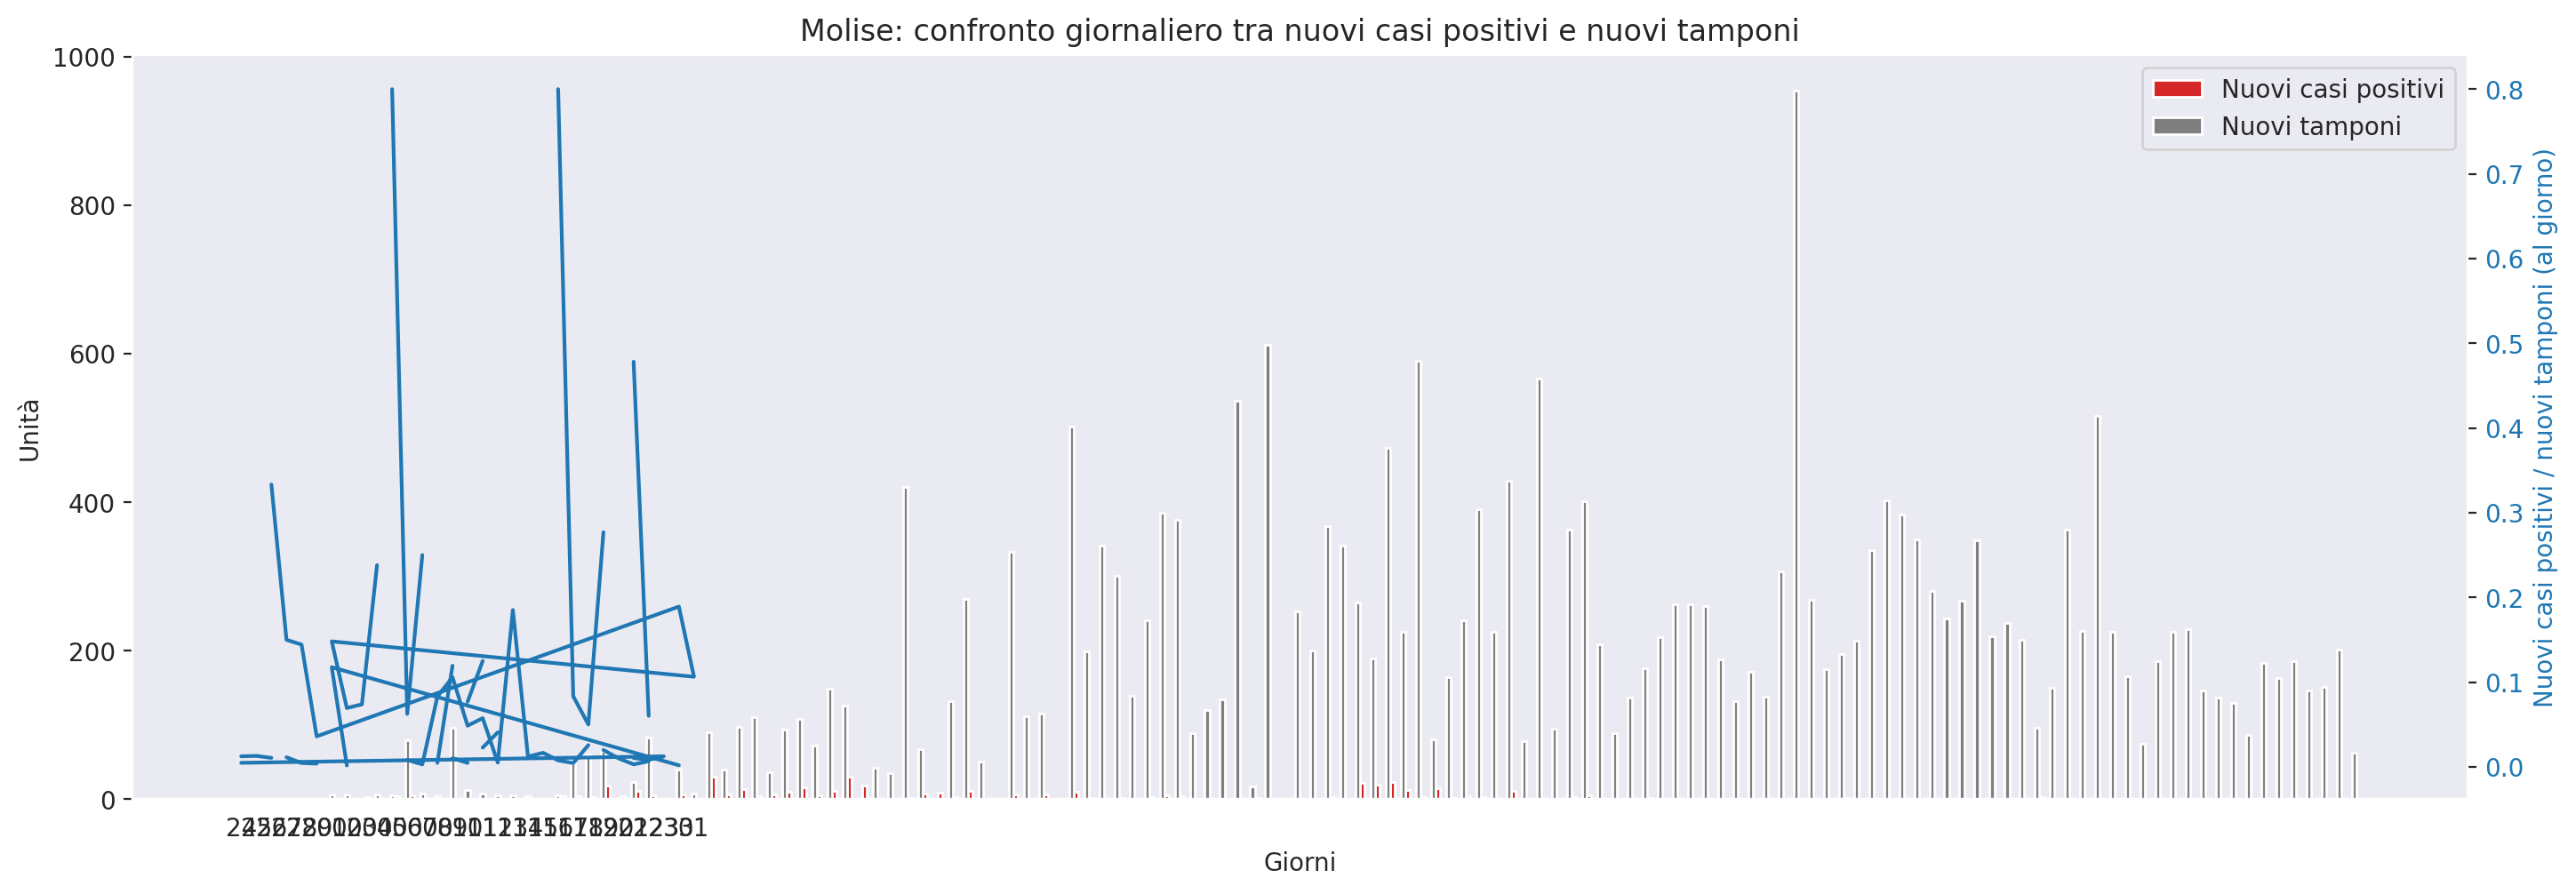 Molise: confronto giornaliero tra nuovi casi positivi e nuovi tamponi
1000
800
600
400
200
0
Unità
Nuovi casi positivi
Nuovi tamponi
0.8
0.7
0.6
0.5
0.4
0.3
0.2
0.1
0.0
Nuovi casi positivi / nuovi tamponi (al giorno)
Giorni